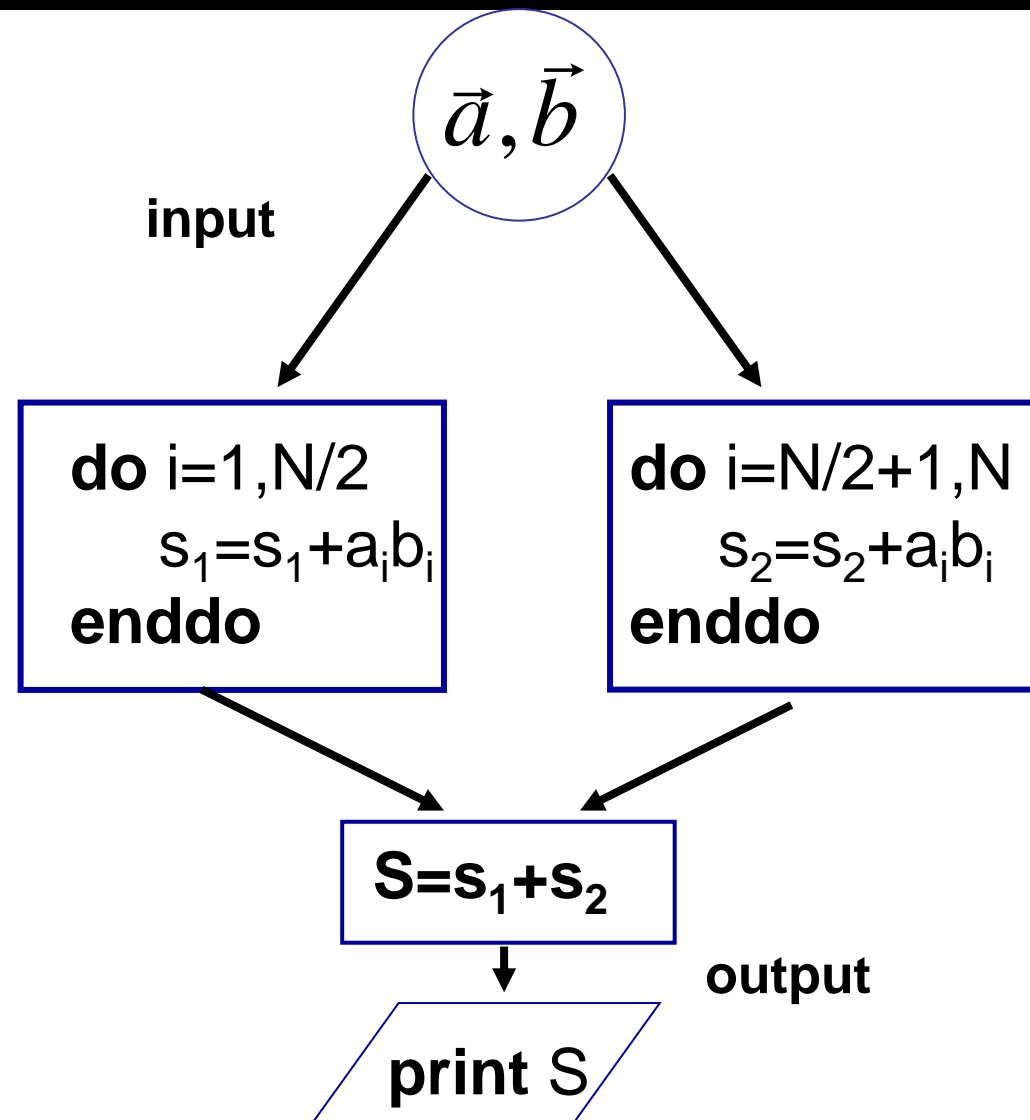 a⃗, b⃗
input
do i=1,N/2
s₁=s₁+aᵢbᵢ
enddo
do i=N/2+1,N
s₂=s₂+aᵢbᵢ
enddo
S=s₁+s₂
output
print S